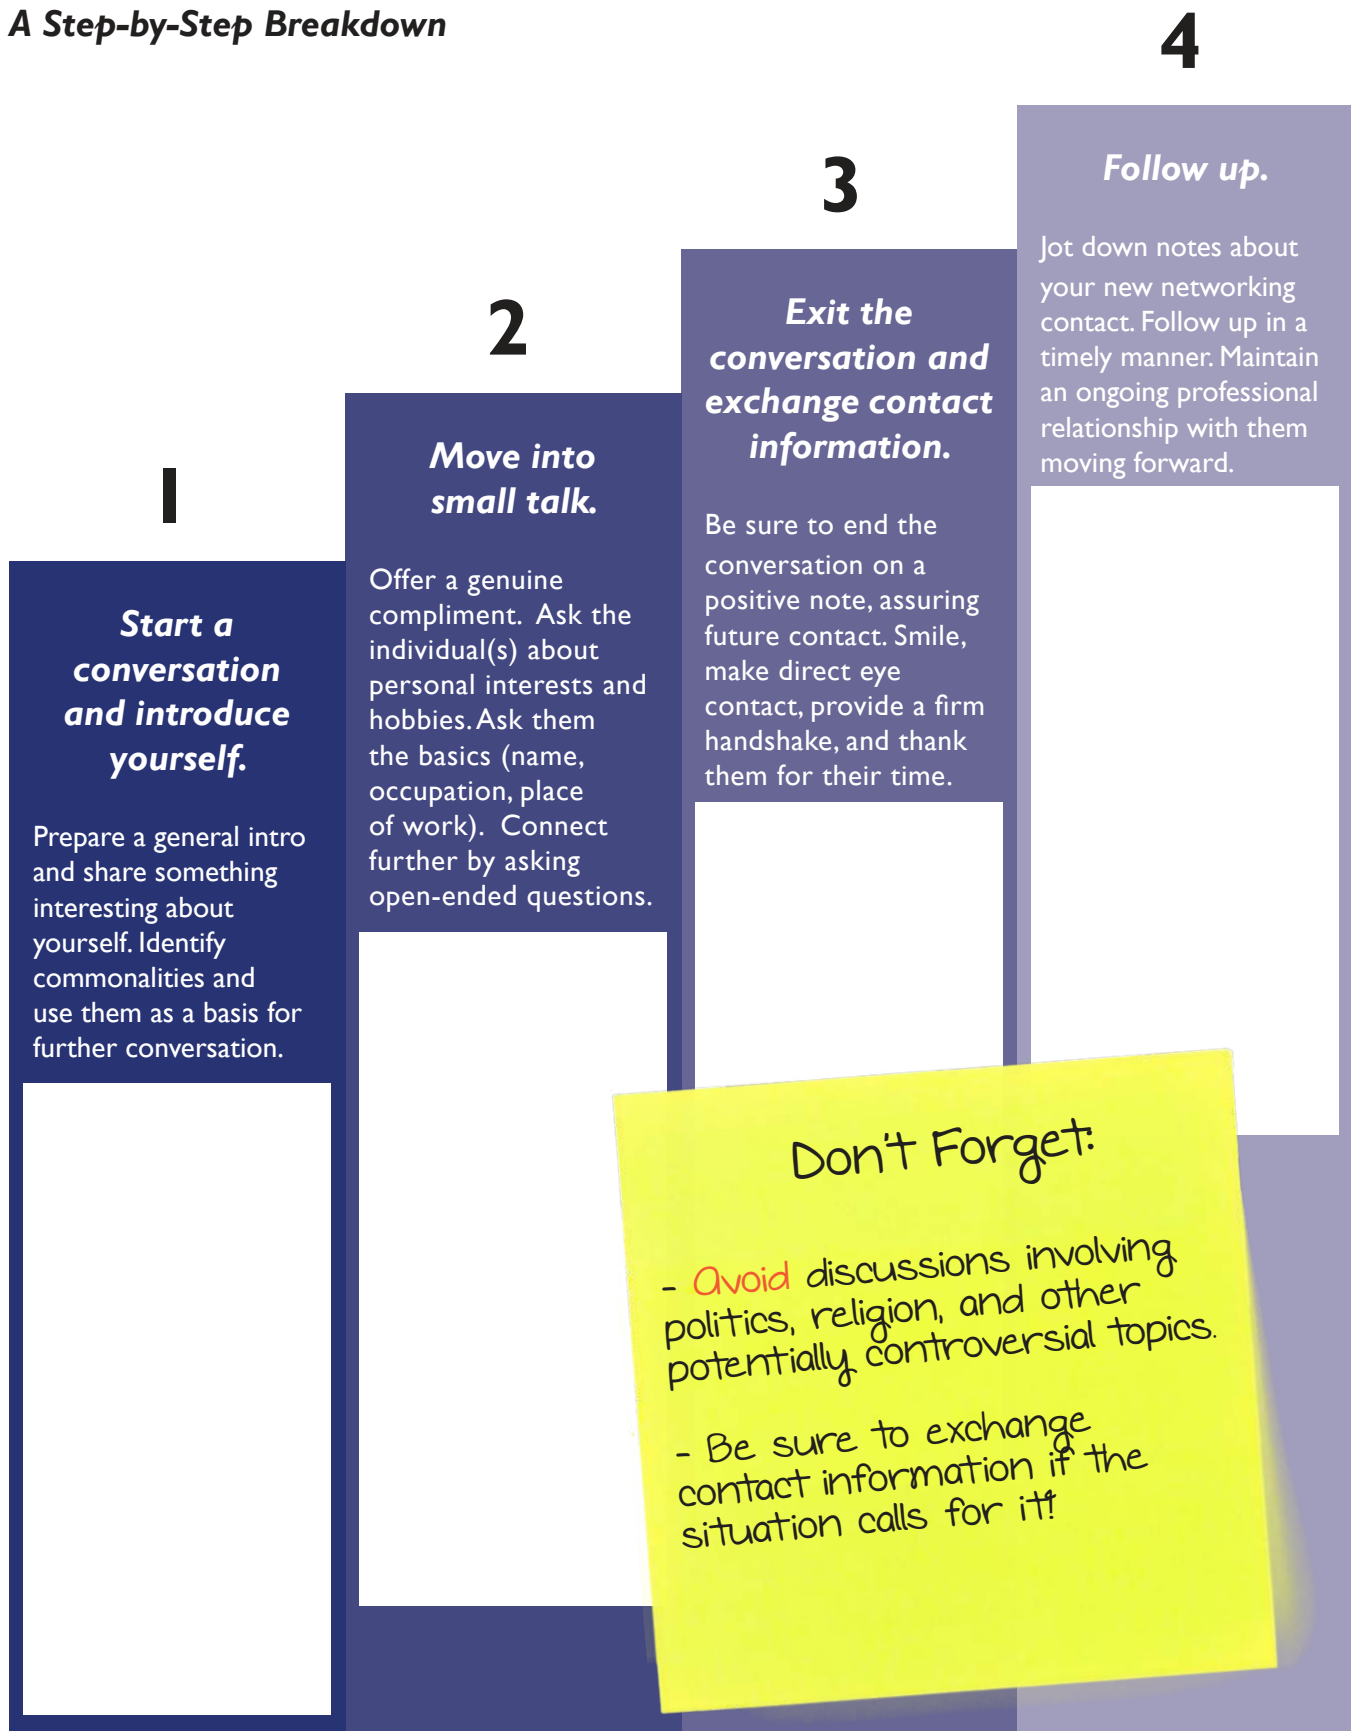 A Step-by-Step Breakdown
1
Start a
conversation
and introduce
yourself.
Prepare a general intro
and share something
interesting about
yourself. Identify
commonalities and
use them as a basis for
further conversation.
2
Move into
small talk.
Offer a genuine
compliment. Ask the
individual(s) about
personal interests and
hobbies. Ask them
the basics (name,
occupation, place
of work). Connect
further by asking
open-ended questions.
3
Exit the
conversation and
exchange contact
information.
Be sure to end the
conversation on a
positive note, assuring
future contact. Smile,
make direct eye
contact, provide a firm
handshake, and thank
them for their time.
4
Follow up.
Jot down notes about
your new networking
contact. Follow up in a
timely manner. Maintain
an ongoing professional
relationship with them
moving forward.
Don't Forget:
- Avoid discussions involving
politics, religion, and other
potentially controversial topics.
- Be sure to exchange
contact information if the
situation calls for it!